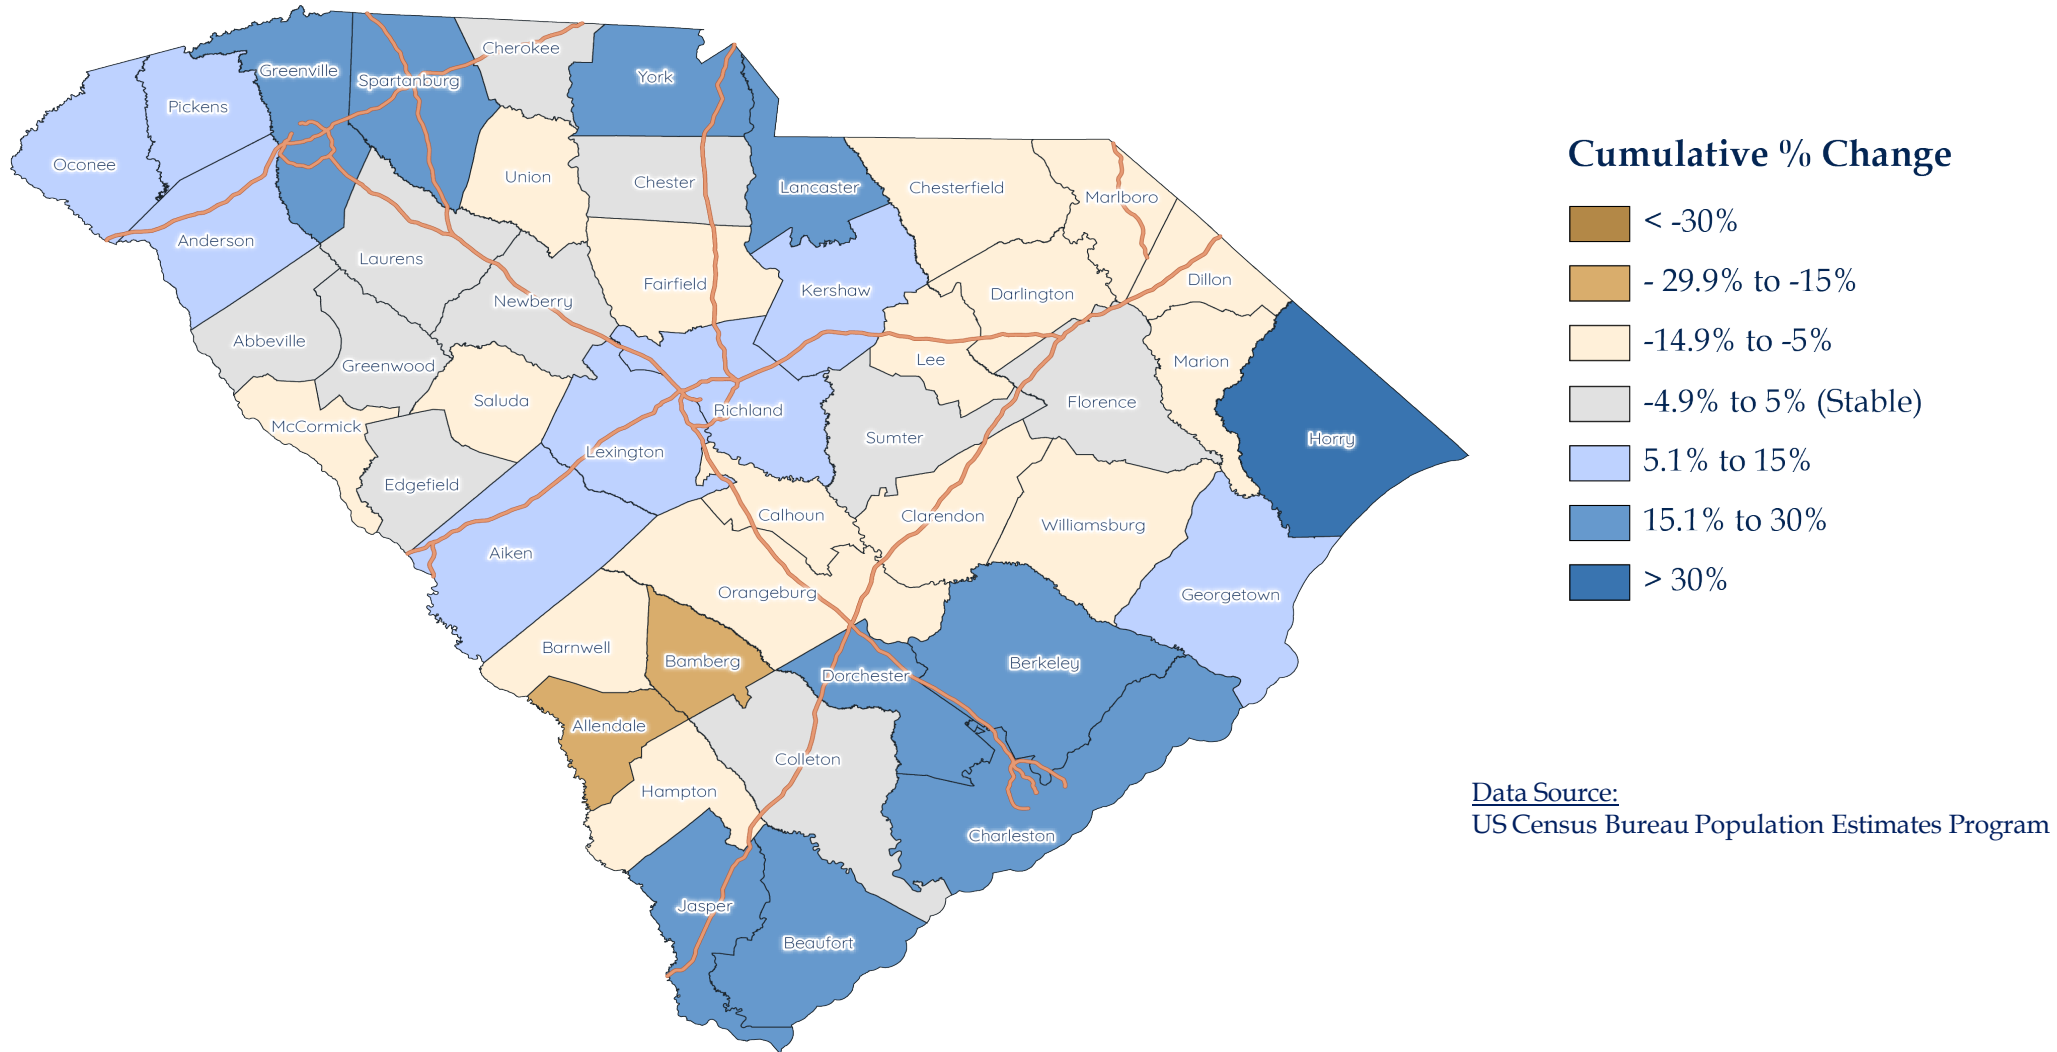 Cherokee
Greenville
York
Spartanburg
Pickens
Oconee
Union
Chester
Lancaster
Chesterfield
Marlboro
Anderson
Laurens
Fairfield
Kershaw
Darlington
Dillon
Newberry
Abbeville
Greenwood
Lee
Marion
Saluda
Richland
Florence
McCormick
Sumter
Horry
Lexington
Edgefield
Calhoun
Clarendon
Williamsburg
Aiken
Orangeburg
Georgetown
Barnwell
Bamberg
Berkeley
Dorchester
Allendale
Colleton
Hampton
Charleston
Jasper
Beaufort
Cumulative % Change
< -30%
- 29.9% to -15%
-14.9% to -5%
-4.9% to 5% (Stable)
5.1% to 15%
15.1% to 30%
> 30%
Data Source:
US Census Bureau Population Estimates Program